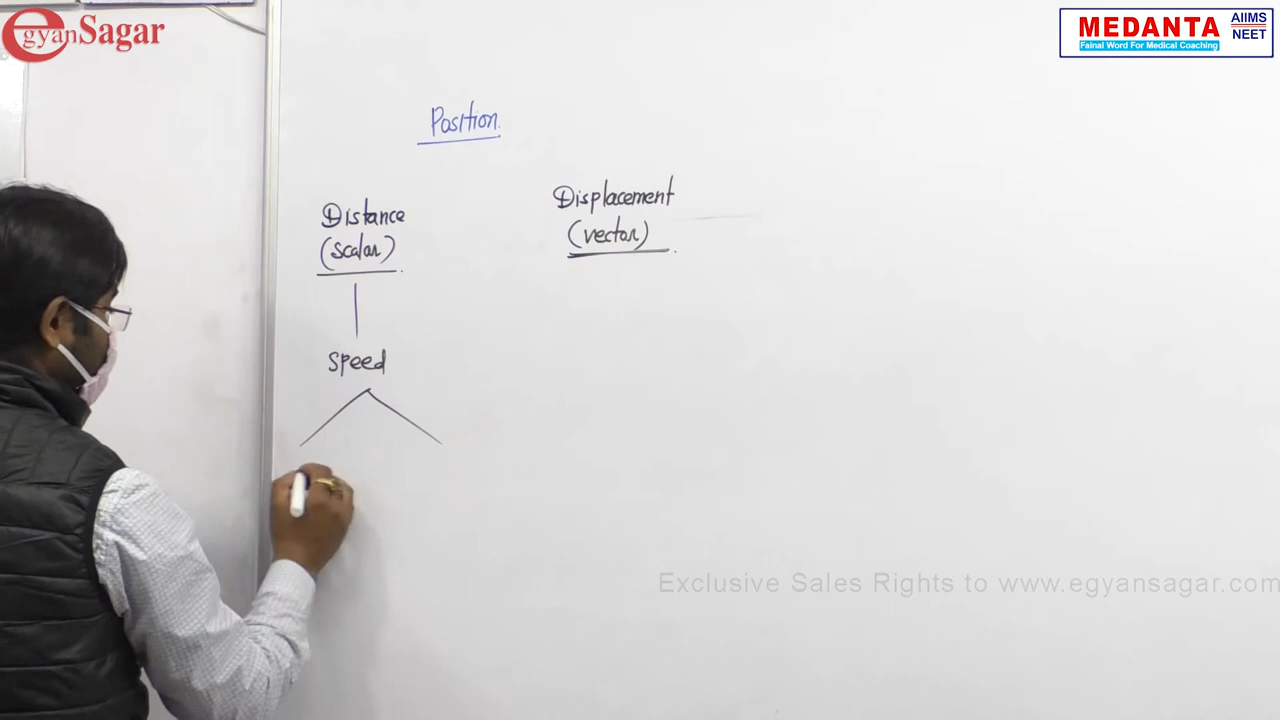 egyanSagar
MEDANTA
AIIMS
NEET
Fainal Word For Medical Coaching
Position.
Distance
(scalar)
Displacement
(vector)
Speed
Exclusive Sales Rights to www.egyansagar.com